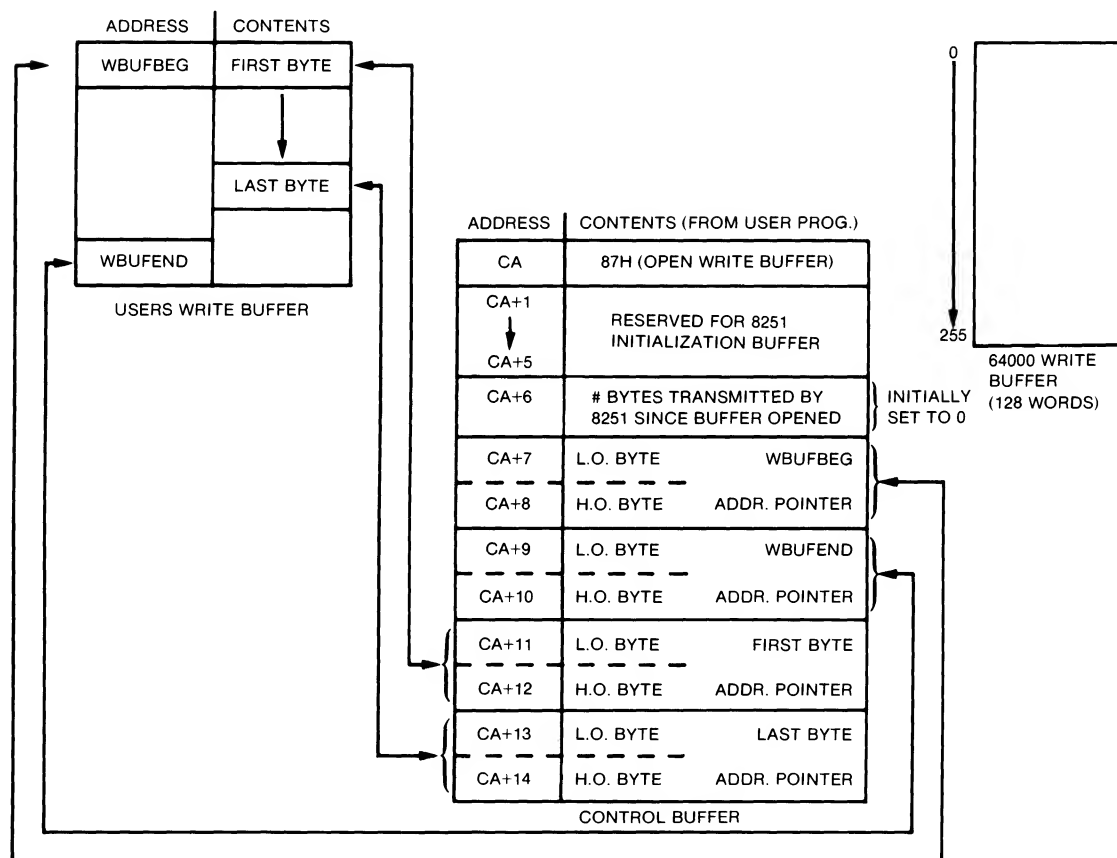 ADDRESS CONTENTS
WBUFBEG FIRST BYTE
LAST BYTE
WBUFEND
USERS WRITE BUFFER
0
255
64000 WRITE
BUFFER
(128 WORDS)
ADDRESS CONTENTS (FROM USER PROG.)
CA 87H (OPEN WRITE BUFFER)
CA+1
RESERVED FOR 8251
INITIALIZATION BUFFER
CA+5
CA+6 # BYTES TRANSMITTED BY
8251 SINCE BUFFER OPENED
INITIALLY
SET TO 0
CA+7 L.O. BYTE WBUFBEG
CA+8 H.O. BYTE ADDR. POINTER
CA+9 L.O. BYTE WBUFEND
CA+10 H.O. BYTE ADDR. POINTER
CA+11 L.O. BYTE FIRST BYTE
CA+12 H.O. BYTE ADDR. POINTER
CA+13 L.O. BYTE LAST BYTE
CA+14 H.O. BYTE ADDR. POINTER
CONTROL BUFFER